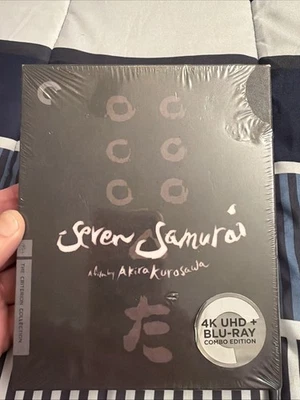 Seven Samurai
A film by Akira Kurosawa
た
THE CRITERION COLLECTION
4K UHD +
BLU-RAY
COMBO EDITION